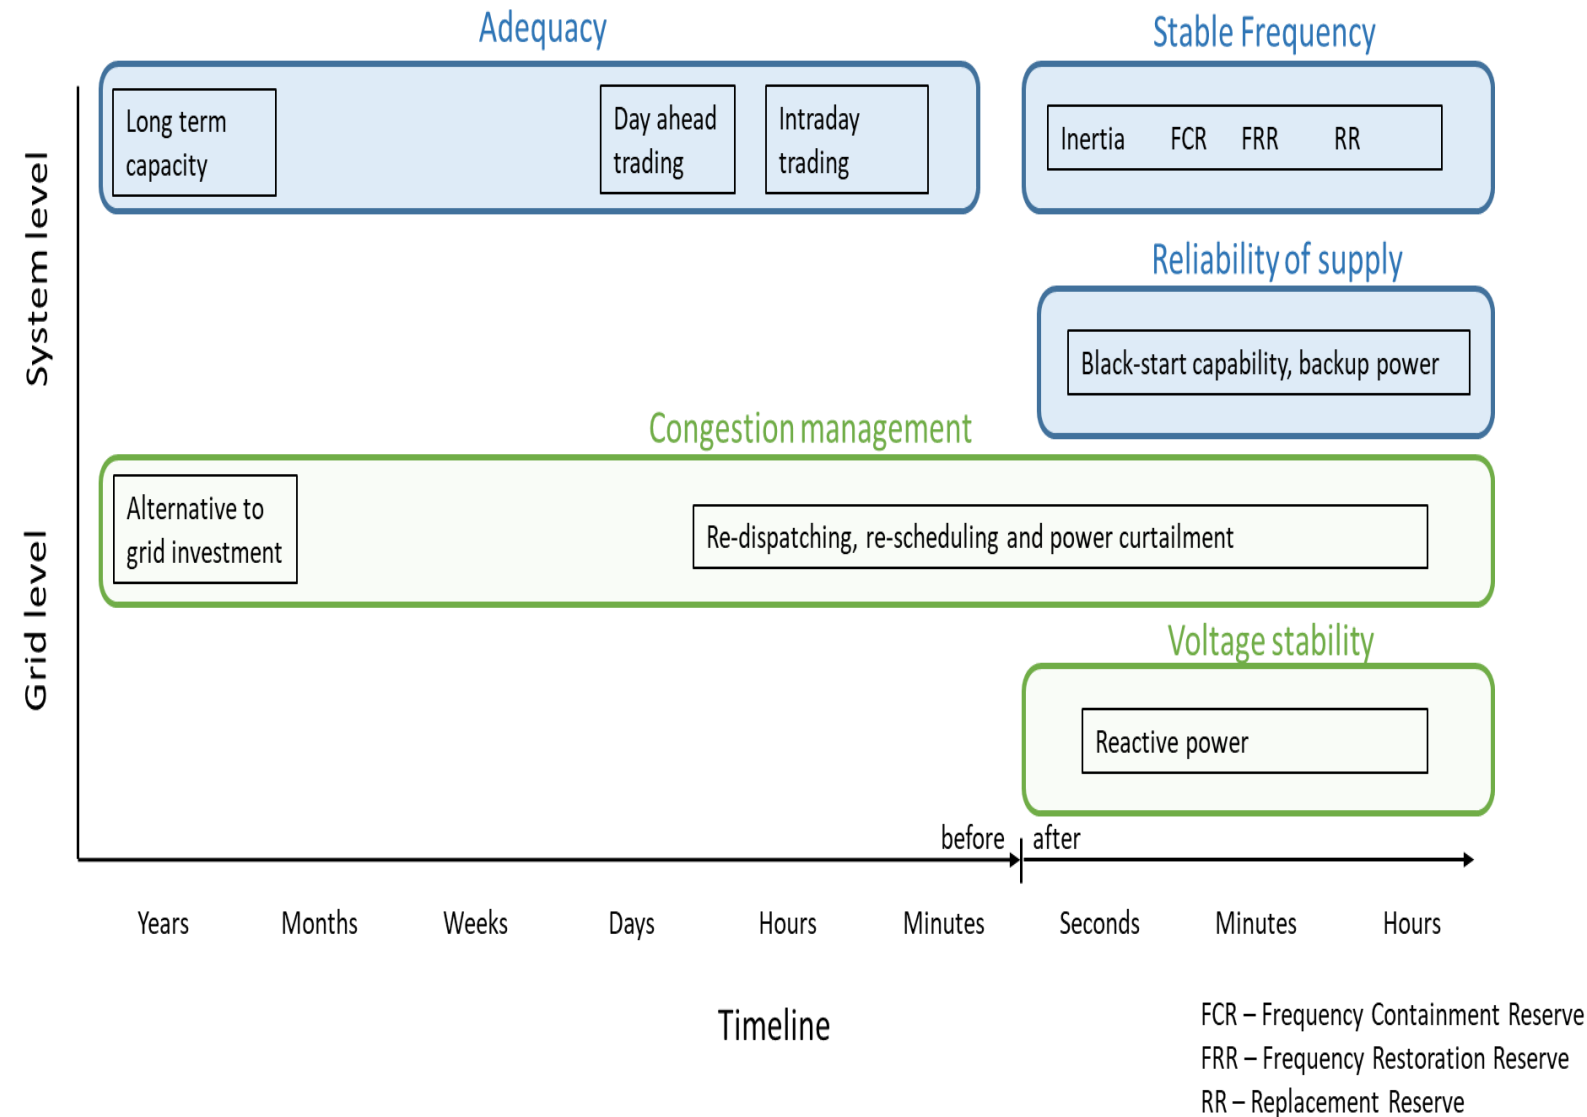 Adequacy
Stable Frequency
System level
Long term
capacity
Day ahead
trading
Intraday
trading
Inertia FCR FRR RR
Reliability of supply
Black-start capability, backup power
Congestion management
Grid level
Alternative to
grid investment
Re-dispatching, re-scheduling and power curtailment
Voltage stability
Reactive power
before after
Years Months Weeks Days Hours Minutes Seconds Minutes Hours
Timeline
FCR – Frequency Containment Reserve
FRR – Frequency Restoration Reserve
RR – Replacement Reserve